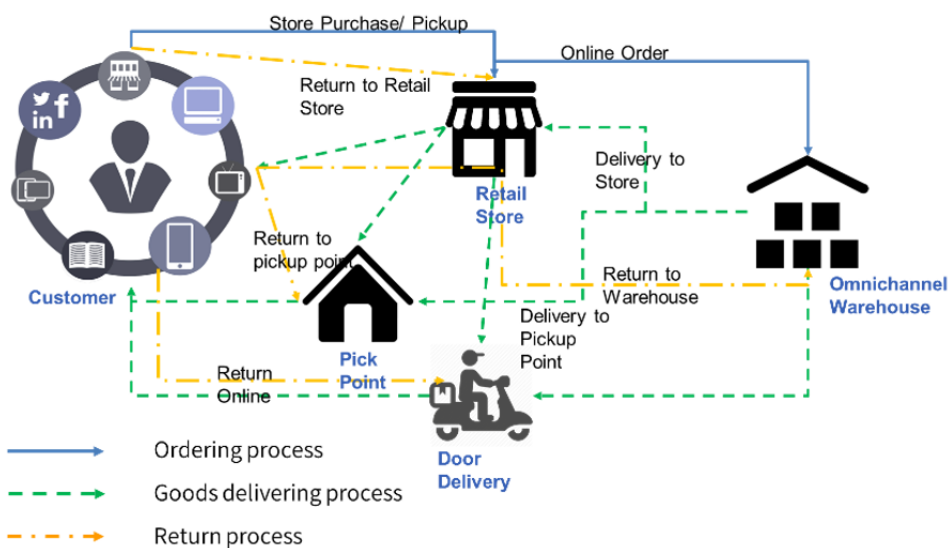 Store Purchase/ Pickup
Online Order
Return to Retail
Store
Delivery to
Store
Retail
Store
Return to
pickup point
Return to
Warehouse
Customer
Omnichannel
Warehouse
Delivery to
Pickup
Point
Pick
Point
Return
Online
Door
Delivery
Ordering process
Goods delivering process
Return process